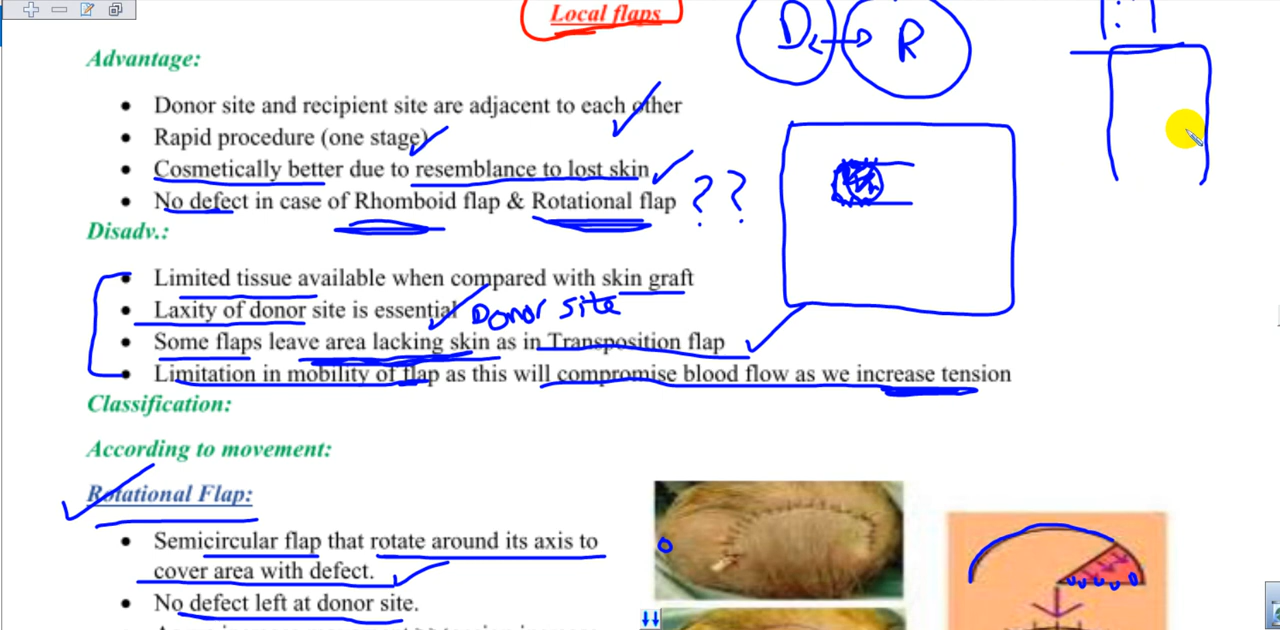 Local flaps
D → R
Advantage:
• Donor site and recipient site are adjacent to each other
• Rapid procedure (one stage)
• Cosmetically better due to resemblance to lost skin
• No defect in case of Rhomboid flap & Rotational flap ??
Disadv.:
• Limited tissue available when compared with skin graft
• Laxity of donor site is essential Donor site
• Some flaps leave area lacking skin as in Transposition flap
• Limitation in mobility of flap as this will compromise blood flow as we increase tension
Classification:
According to movement:
Rotational Flap:
• Semicircular flap that rotate around its axis to
cover area with defect.
• No defect left at donor site.